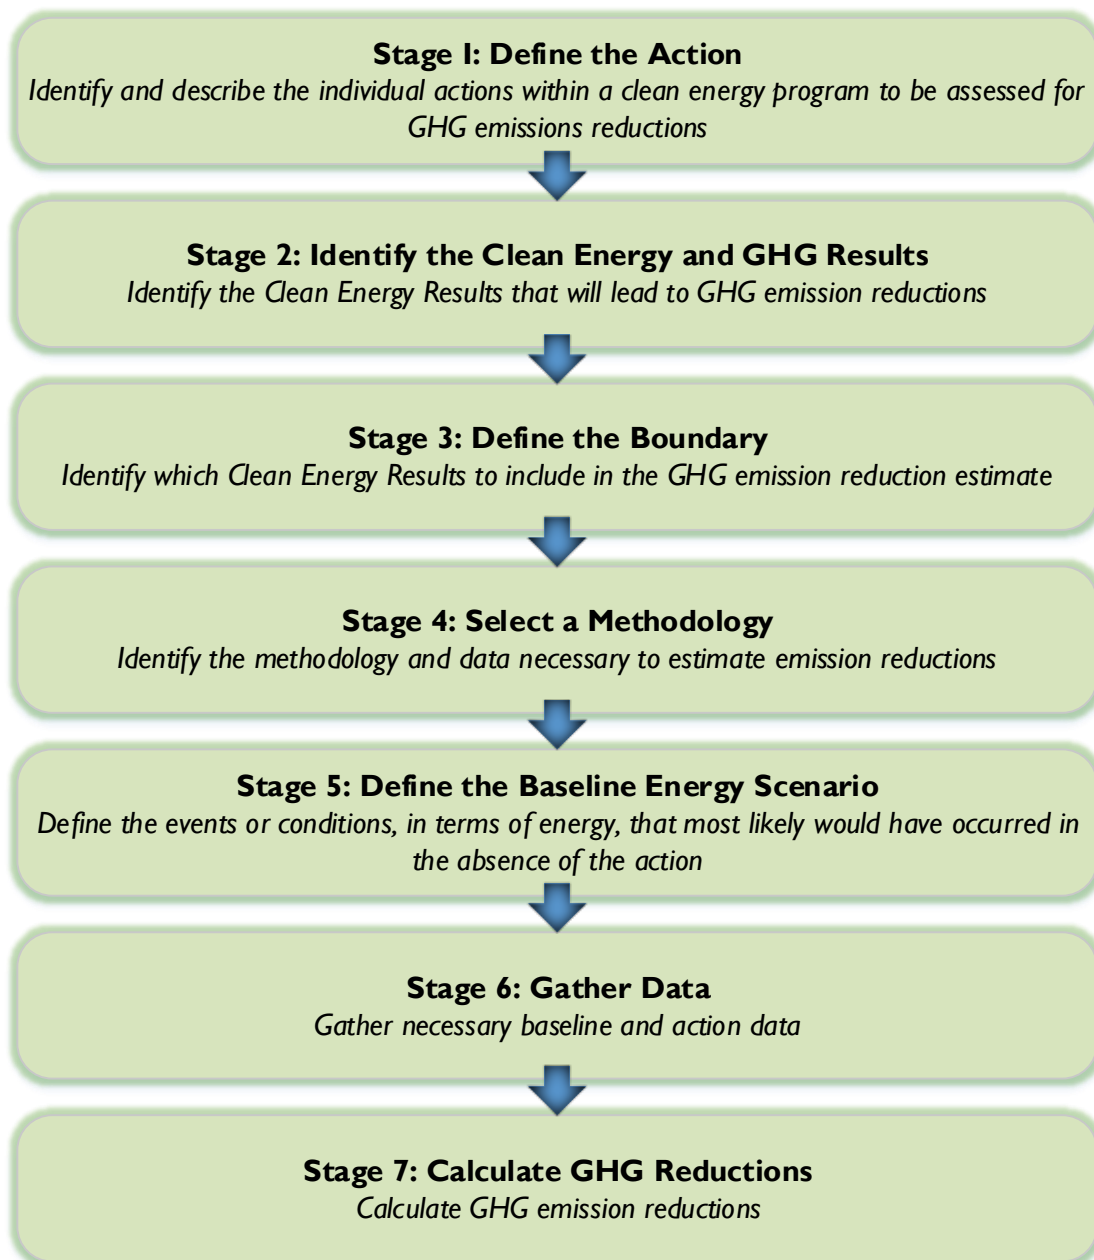 Stage 1: Define the Action
Identify and describe the individual actions within a clean energy program to be assessed for
GHG emissions reductions
Stage 2: Identify the Clean Energy and GHG Results
Identify the Clean Energy Results that will lead to GHG emission reductions
Stage 3: Define the Boundary
Identify which Clean Energy Results to include in the GHG emission reduction estimate
Stage 4: Select a Methodology
Identify the methodology and data necessary to estimate emission reductions
Stage 5: Define the Baseline Energy Scenario
Define the events or conditions, in terms of energy, that most likely would have occurred in
the absence of the action
Stage 6: Gather Data
Gather necessary baseline and action data
Stage 7: Calculate GHG Reductions
Calculate GHG emission reductions